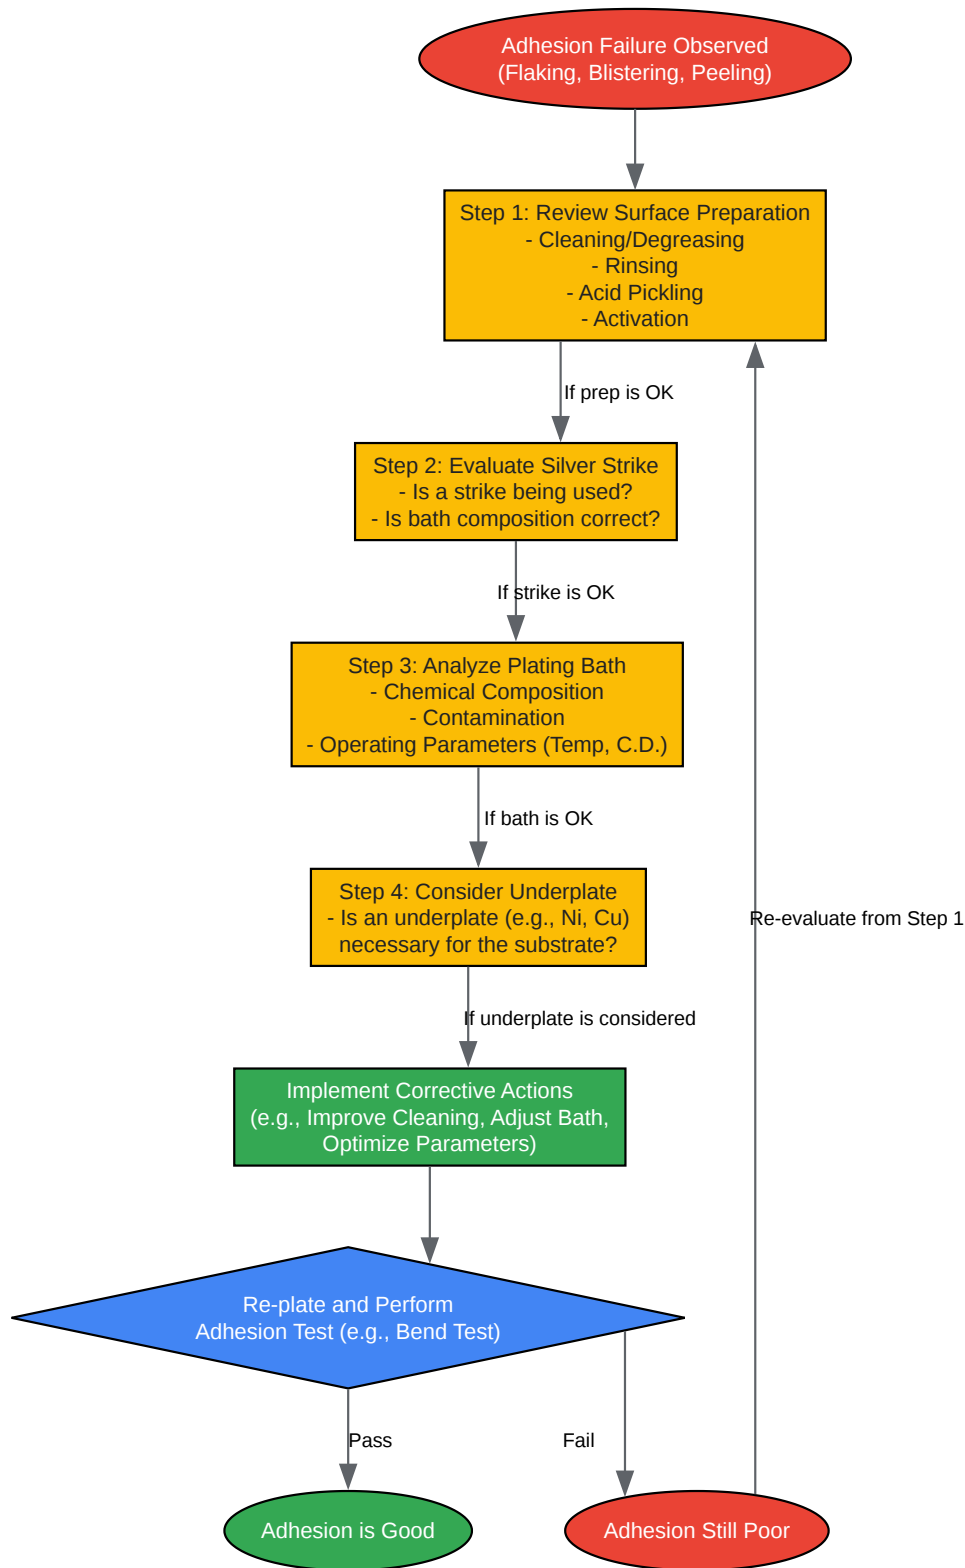 Adhesion Failure Observed
(Flaking, Blistering, Peeling)
Step 1: Review Surface Preparation
- Cleaning/Degreasing
- Rinsing
- Acid Pickling
- Activation
If prep is OK
Step 2: Evaluate Silver Strike
- Is a strike being used?
- Is bath composition correct?
If strike is OK
Step 3: Analyze Plating Bath
- Chemical Composition
- Contamination
- Operating Parameters (Temp, C.D.)
If bath is OK
Step 4: Consider Underplate
- Is an underplate (e.g., Ni, Cu)
necessary for the substrate?
Re-evaluate from Step 1
If underplate is considered
Implement Corrective Actions
(e.g., Improve Cleaning, Adjust Bath,
Optimize Parameters)
Re-plate and Perform
Adhesion Test (e.g., Bend Test)
Pass
Fail
Adhesion is Good
Adhesion Still Poor